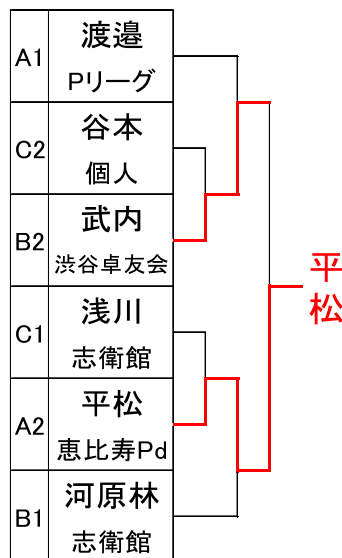 A1
渡邉
Pリーグ
C2
谷本
個人
B2
武内
渋谷卓友会
C1
浅川
志衛館
A2
平松
恵比寿Pd
B1
河原林
志衛館
平松